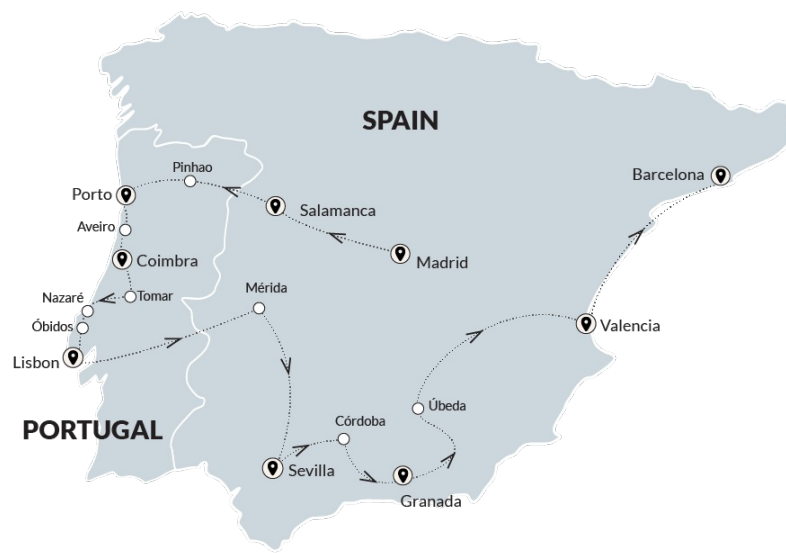 SPAIN
Pinhao
Barcelona
Porto
Salamanca
Aveiro
Coimbra
Madrid
Mérida
Nazaré
Tomar
Óbidos
Valencia
Lisbon
Úbeda
Córdoba
PORTUGAL
Sevilla
Granada